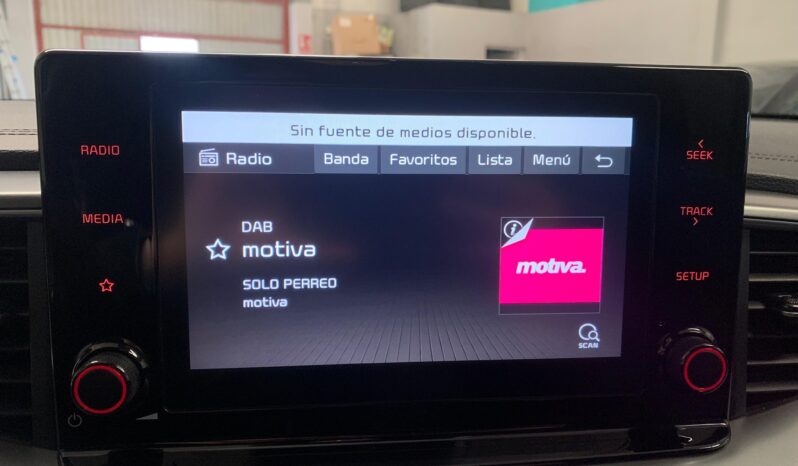 Sin fuente de medios disponible.
RADIO
MEDIA
Radio
Banda
Favoritos
Lista
Menú
DAB
motiva
SOLO PERREO
motiva
i
motiva.
SCAN
SEEK
TRACK
SETUP